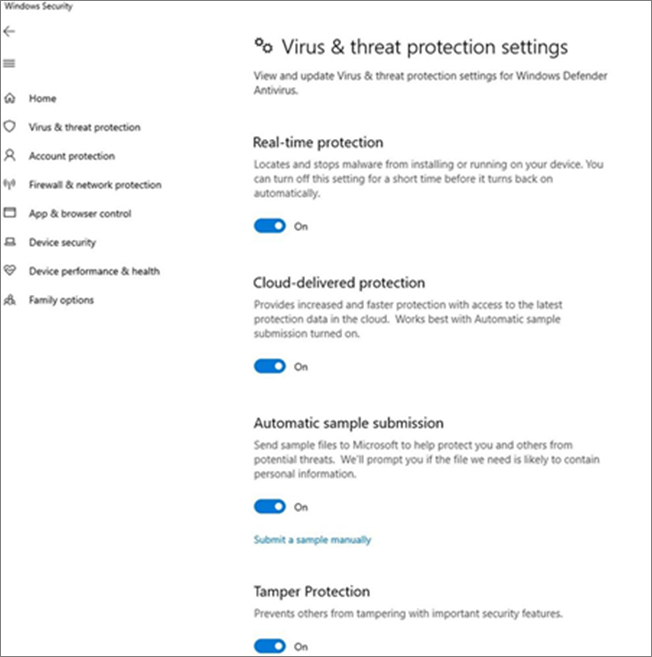 Windows Security
Home
Virus & threat protection
Account protection
Firewall & network protection
App & browser control
Device security
Device performance & health
Family options
Virus & threat protection settings
View and update Virus & threat protection settings for Windows Defender
Antivirus.
Real-time protection
Locates and stops malware from installing or running on your device. You
can turn off this setting for a short time before it turns back on
automatically.
On
Cloud-delivered protection
Provides increased and faster protection with access to the latest
protection data in the cloud. Works best with Automatic sample
submission turned on.
On
Automatic sample submission
Send sample files to Microsoft to help protect you and others from
potential threats. We'll prompt you if the file we need is likely to contain
personal information.
On
Submit a sample manually
Tamper Protection
Prevents others from tampering with important security features.
On